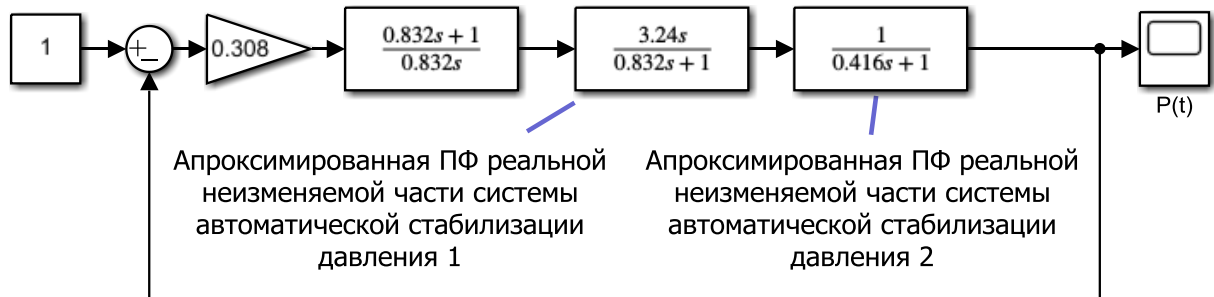 1
0.308
0.832s + 1
0.832s
3.24s
0.832s + 1
1
0.416s + 1
P(t)
Апроксимированная ПФ реальной
неизменяемой части системы
автоматической стабилизации
давления 1
Апроксимированная ПФ реальной
неизменяемой части системы
автоматической стабилизации
давления 2